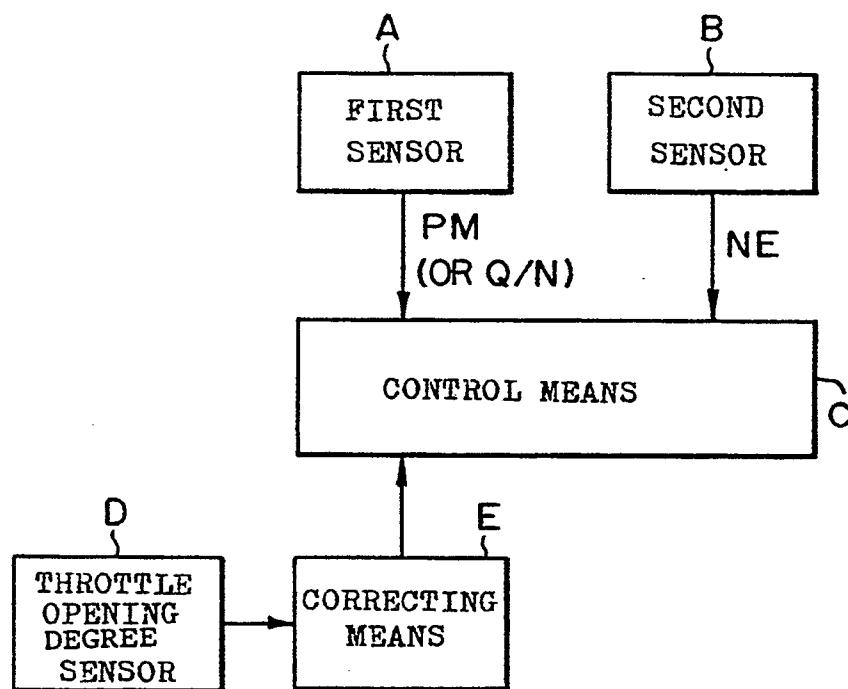 A
B
FIRST
SENSOR
SECOND
SENSOR
PM
(OR Q/N)
NE
CONTROL MEANS
C
D
E
THROTTLE
OPENING
DEGREE
SENSOR
CORRECTING
MEANS